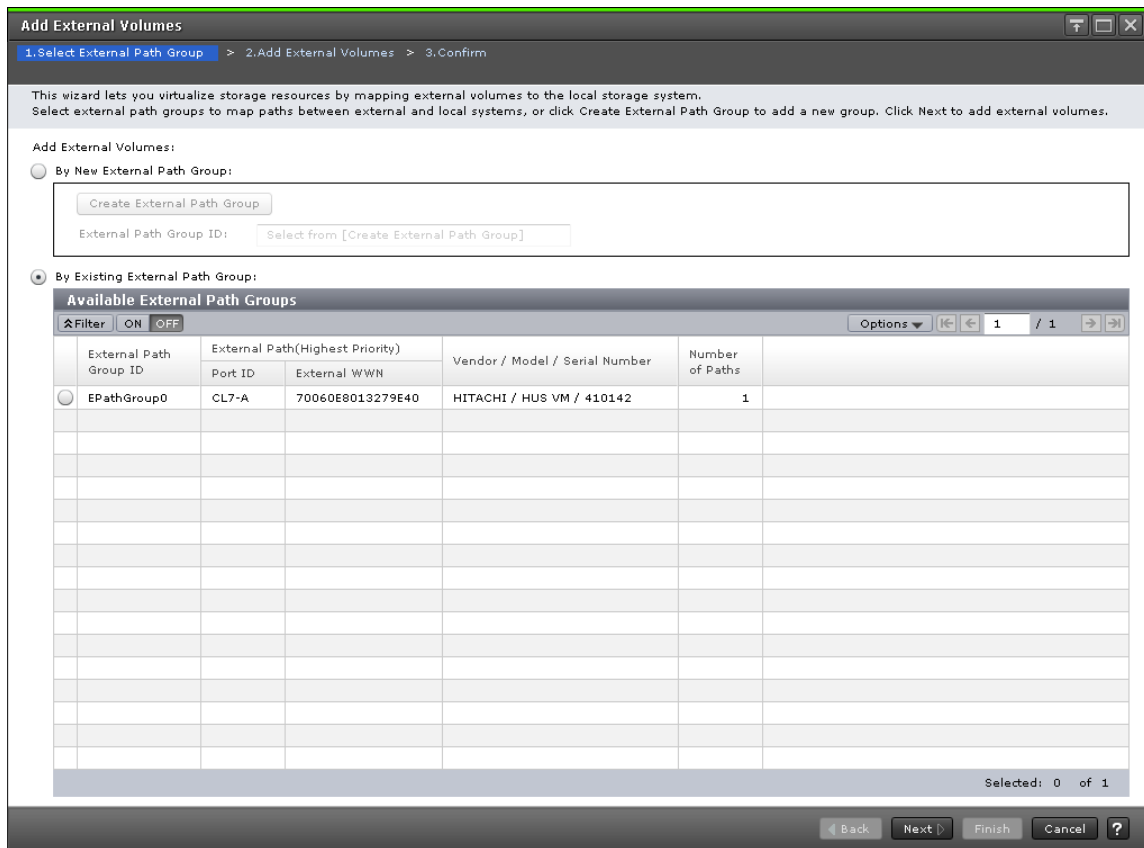 Add External Volumes
1.Select External Path Group > 2.Add External Volumes > 3.Confirm
This wizard lets you virtualize storage resources by mapping external volumes to the local storage system.
Select external path groups to map paths between external and local systems, or click Create External Path Group to add a new group. Click Next to add external volumes.
Add External Volumes:
By New External Path Group:
Create External Path Group
External Path Group ID: Select from [Create External Path Group]
By Existing External Path Group:
Available External Path Groups
Filter ON OFF Options 1 / 1
External Path Group ID External Path(Highest Priority) Vendor / Model / Serial Number Number of Paths
Port ID External WWN
EPathGroup0 CL7-A 70060E8013279E40 HITACHI / HUS VM / 410142 1
Selected: 0 of 1
Back Next Finish Cancel ?